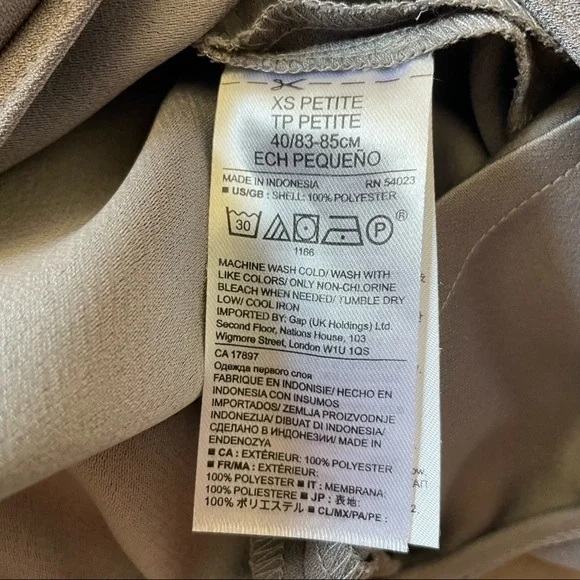 XS PETITE
TP PETITE
40/83-85CM
ECH PEQUEÑO
MADE IN INDONESIA RN 54023
■ US/GB : SHELL: 100% POLYESTER
30 P ®
1166
MACHINE WASH COLD/ WASH WITH
LIKE COLORS/ ONLY NON-CHLORINE
BLEACH WHEN NEEDED/ TUMBLE DRY
LOW/ COOL IRON
IMPORTED BY: Gap (UK Holdings) Ltd.
Second Floor, Nations House, 103
Wigmore Street, London W1U 1QS
CA 17897
Одежда первого слоя
FABRIQUE EN INDONISIE/ HECHO EN
INDONESIA CON INSUMOS
IMPORTADOS/ ZEMLJA PROIZVODNJE
INDONEZIJA/ DIBUAT DI INDONESIA/
СДЕЛАНО В ИНДОНЕЗИИ/ MADE IN
ENDENOZYA
■ CA : EXTÉRIEUR: 100% POLYESTER
■ FR/MA : EXTÉRIEUR:
100% POLYESTER ■ IT : MEMBRANA:
100% POLIESTERE ■ JP : 表地:
100% ポリエステル ■ CL/MX/PA/PE :